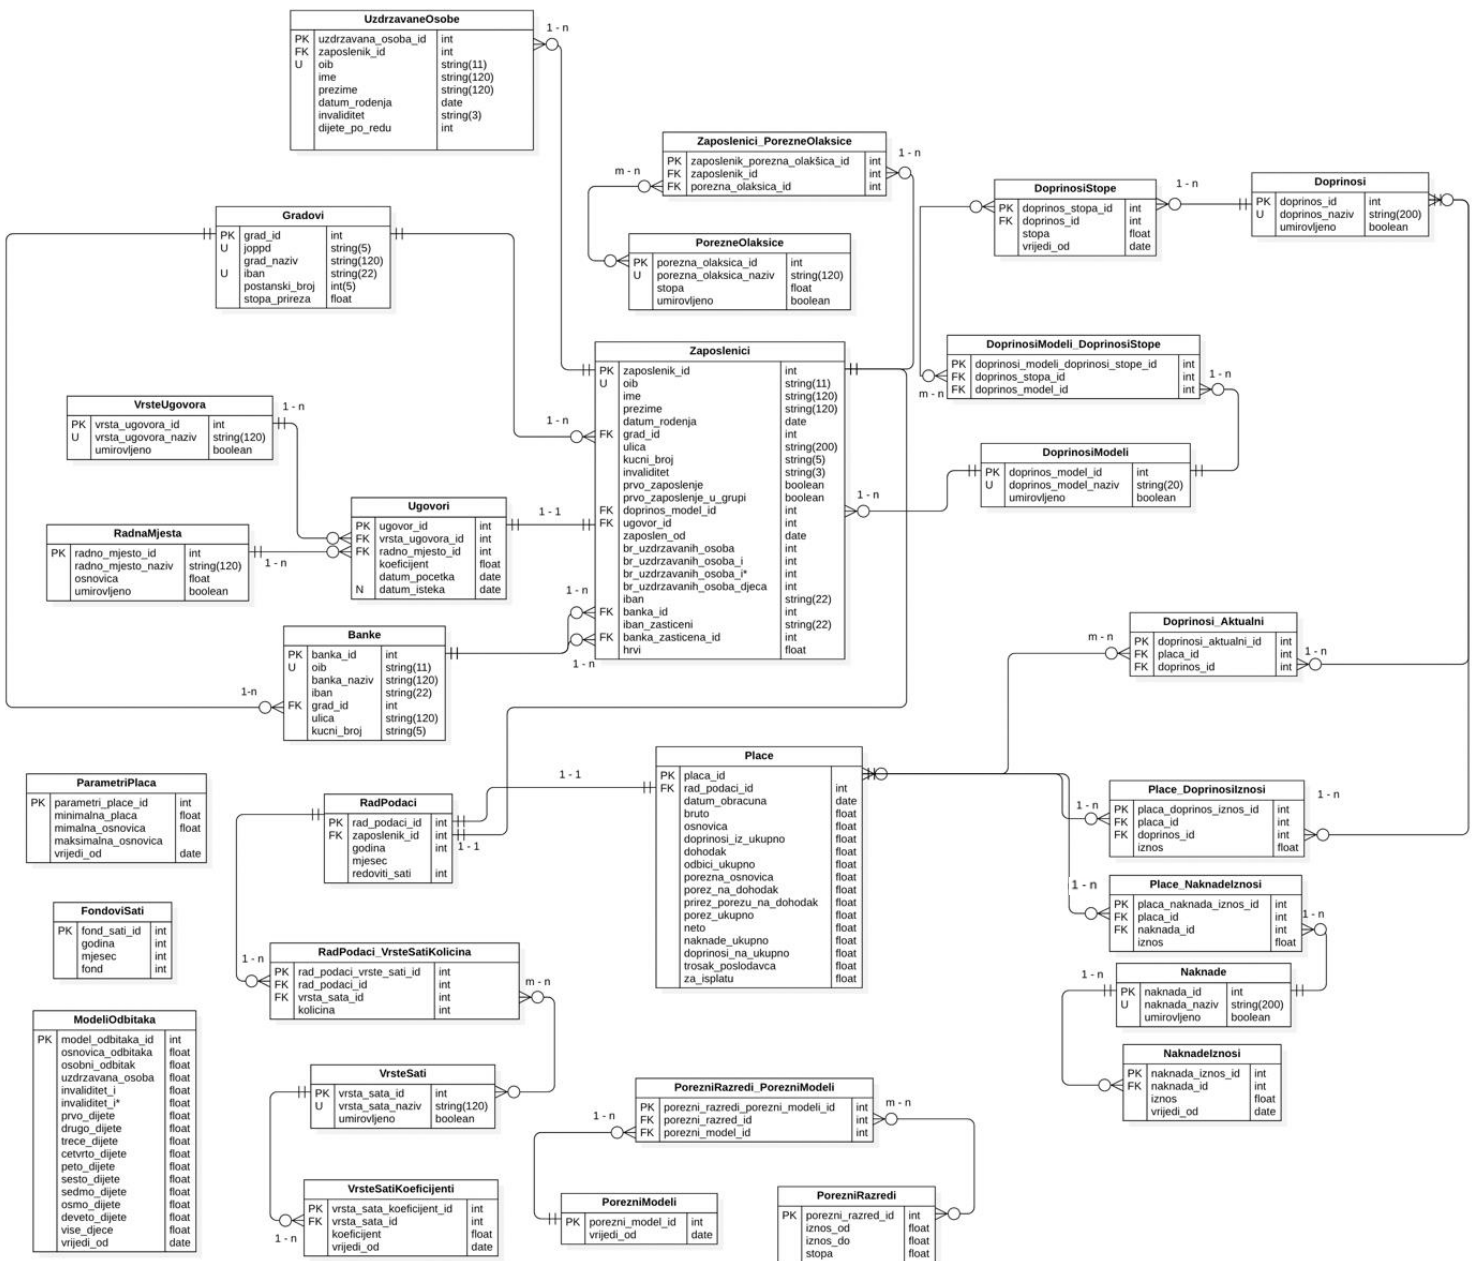 UzdrzavaneOsobe
PK uzdrzavana_osoba_id int
FK zaposlenik_id int
U oib string(11)
ime string(120)
prezime string(120)
datum_rodenja date
invaliditet string(3)
dijete_po_redu int
1 - n
Zaposlenici_PorezneOlaksice
PK zaposlenik_porezna_olakšica_id int
FK zaposlenik_id int
FK porezna_olaksica_id int
1 - n
m - n
PorezneOlaksice
PK porezna_olaksica_id int
U porezna_olaksica_naziv string(120)
stopa float
umirovljeno boolean
DoprinosiStope
PK doprinos_stopa_id int
FK doprinos_id int
stopa float
vrijedi_od date
1 - n
Doprinosi
PK doprinos_id int
U doprinos_naziv string(200)
umirovljeno boolean
Gradovi
PK grad_id int
U joppd string(5)
grad_naziv string(120)
U iban string(22)
postanski_broj int(5)
stopa_prireza float
DoprinosiModeli_DoprinosiStope
PK doprinosi_modeli_doprinosi_stope_id int
FK doprinos_stopa_id int
FK doprinos_model_id int
m - n
1 - n
DoprinosiModeli
PK doprinos_model_id int
U doprinos_model_naziv string(20)
umirovljeno boolean
1 - n
Zaposlenici
PK zaposlenik_id int
U oib string(11)
ime string(120)
prezime string(120)
datum_rodenja date
FK grad_id int
ulica string(200)
kucni_broj string(5)
invaliditet string(3)
prvo_zaposlenje boolean
prvo_zaposlenje_u_grupi boolean
FK doprinos_model_id int
FK ugovor_id int
zaposlen_od date
br_uzdrzavanih_osoba int
br_uzdrzavanih_osoba_i int
br_uzdrzavanih_osoba_i* int
br_uzdrzavanih_osoba_djeca int
iban string(22)
FK banka_id int
iban_zasticeni string(22)
FK banka_zasticena_id int
hrvi float
1 - n
1 - n
1 - n
VrsteUgovora
PK vrsta_ugovora_id int
U vrsta_ugovora_naziv string(120)
umirovljeno boolean
1 - n
RadnaMjesta
PK radno_mjesto_id int
radno_mjesto_naziv string(120)
osnovica float
umirovljeno boolean
1 - n
Ugovori
PK ugovor_id int
FK vrsta_ugovora_id int
FK radno_mjesto_id int
koeficijent float
datum_pocetka date
N datum_isteka date
1 - 1
Banke
PK banka_id int
U oib string(11)
banka_naziv string(120)
iban string(22)
FK grad_id int
ulica string(120)
kucni_broj string(5)
1-n
Doprinosi_Aktualni
PK doprinosi_aktualni_id int
FK placa_id int
FK doprinos_id int
m - n
1 - n
ParametriPlaca
PK parametri_place_id int
minimalna_placa float
mimalna_osnovica float
maksimalna_osnovica
vrijedi_od date
RadPodaci
PK rad_podaci_id int
FK zaposlenik_id int
godina int
mjesec
redoviti_sati int
1 - 1
1 - 1
Place
PK placa_id
FK rad_podaci_id int
datum_obracuna date
bruto float
osnovica float
doprinosi_iz_ukupno float
dohodak float
odbici_ukupno float
porezna_osnovica float
porez_na_dohodak float
prirez_porezu_na_dohodak float
porez_ukupno float
neto float
naknade_ukupno float
doprinosi_na_ukupno float
trosak_poslodavca float
za_isplatu float
Place_DoprinosiIznosi
PK placa_doprinos_iznos_id int
FK placa_id int
FK doprinos_id int
iznos float
1 - n
1 - n
Place_NaknadeIznosi
PK placa_naknada_iznos_id int
FK placa_id int
FK naknada_id int
iznos float
1 - n
1 - n
Naknade
PK naknada_id int
U naknada_naziv string(200)
umirovljeno boolean
1 - n
NaknadeIznosi
PK naknada_iznos_id int
FK naknada_id int
iznos float
vrijedi_od date
FondoviSati
PK fond_sati_id int
godina int
mjesec int
fond int
RadPodaci_VrsteSatiKolicina
PK rad_podaci_vrste_sati_id int
FK rad_podaci_id int
FK vrsta_sata_id int
kolicina int
1 - n
m - n
ModeliOdbitaka
PK model_odbitaka_id int
osnovica_odbitaka float
osobni_odbitak float
uzdrzavana_osoba float
invaliditet_i float
invaliditet_i* float
prvo_dijete float
drugo_dijete float
trece_dijete float
cetvrto_dijete float
peto_dijete float
sesto_dijete float
sedmo_dijete float
osmo_dijete float
deveto_dijete float
vise_djece float
vrijedi_od date
VrsteSati
PK vrsta_sata_id int
U vrsta_sata_naziv string(120)
umirovljeno boolean
VrsteSatiKoeficijenti
PK vrsta_sata_koeficijent_id int
FK vrsta_sata_id int
koeficijent float
vrijedi_od date
1 - n
PorezniRazredi_PorezniModeli
PK porezni_razredi_porezni_modeli_id int
FK porezni_razred_id int
FK porezni_model_id int
1 - n
m - n
PorezniModeli
PK porezni_model_id int
vrijedi_od date
PorezniRazredi
PK porezni_razred_id int
iznos_od float
iznos_do float
stopa float